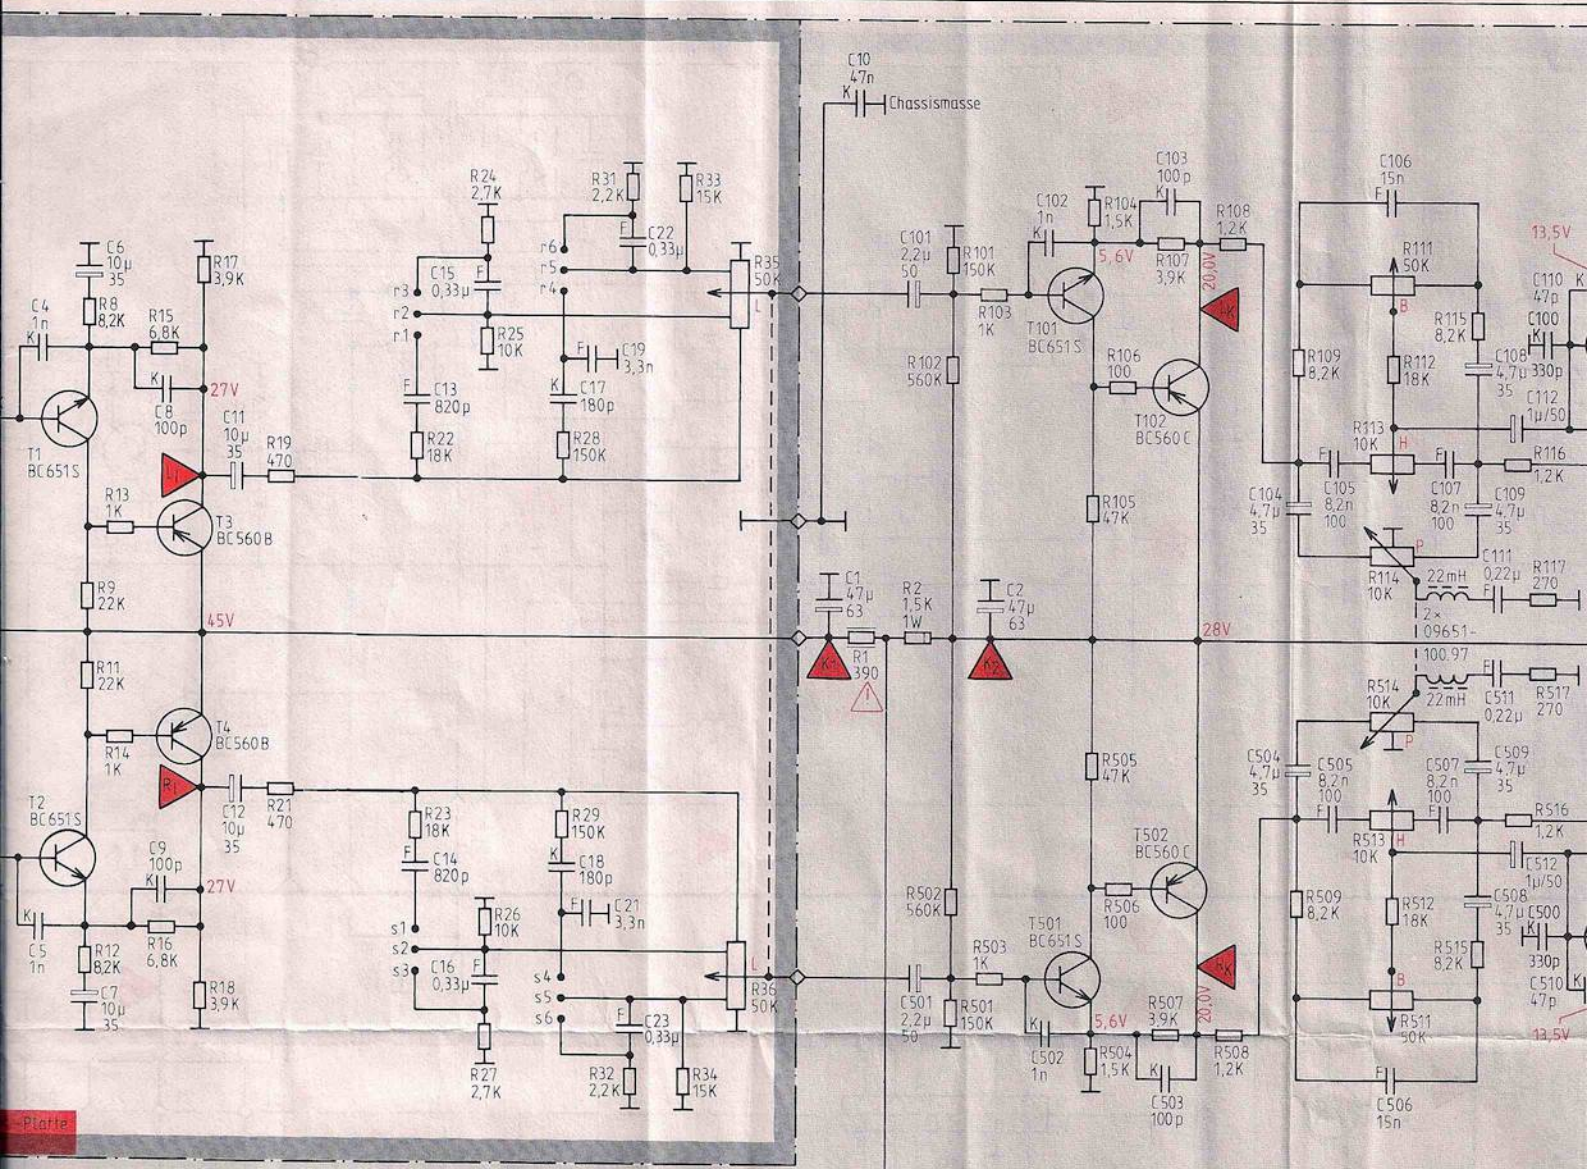 C10
47n
K
Chassismasse
C6
10µ
35
R8
8,2K
C4
1n
K
R15
6,8K
K
C8
100p
R17
3,9K
27V
T1
BC651S
C11
10µ
35
R19
470
L1
R13
1K
T3
BC560B
R9
22K
45V
R11
22K
R14
1K
T4
BC560B
R1
C12
10µ
35
R21
470
T2
BC651S
C9
100p
K
27V
K
C5
1n
R12
8,2K
R16
6,8K
C7
10µ
35
R18
3,9K
-Platte
R24
2,7K
C15
0,33µ
F
r3
r2
r1
R25
10K
F
C13
820p
R22
18K
R31
2,2K
R33
15K
F
C22
0,33µ
r6
r5
r4
F
C19
3,3n
K
C17
180p
R28
150K
R35
50K
L
R23
18K
F
C14
820p
R29
150K
K
C18
180p
F
C21
3,3n
s1
s2
s3
R26
10K
C16
0,33µ
F
R27
2,7K
s4
s5
s6
F
C23
0,33µ
R32
2,2K
R34
15K
L
R36
50K
C101
2,2µ
50
R101
150K
R103
1K
R102
560K
C102
1n
K
R104
1,5K
C103
100p
K
R108
1,2K
5,6V
R107
3,9K
20,0V
LK
T101
BC651S
R106
100
T102
BC560C
R105
47K
C1
47µ
63
K1
R1
390
!
R2
1,5K
1W
C2
47µ
63
K2
28V
R505
47K
T502
BC560C
R506
100
R502
560K
R503
1K
T501
BC651S
C501
2,2µ
50
R501
150K
K
C502
1n
5,6V
R504
1,5K
R507
3,9K
20,0V
RK
K
C503
100p
R508
1,2K
C106
15n
F
R111
50K
B
R109
8,2K
R112
18K
R115
8,2K
C108
4,7µ
35
13,5V
C110
47p
K
C100
K
330p
C112
1µ/50
R113
10K
H
F
C105
8,2n
100
F
C107
8,2n
100
R116
1,2K
C104
4,7µ
35
C109
4,7µ
35
P
R114
10K
22mH
C111
0,22µ
F
R117
270
2×
09651-
100.97
R514
10K
22mH
F
C511
0,22µ
R517
270
P
C504
4,7µ
35
C505
8,2n
100
F
C507
8,2n
100
F
C509
4,7µ
35
R513
10K
H
R516
1,2K
C512
1µ/50
R509
8,2K
R512
18K
C508
4,7µ
35
C500
K
330p
R515
8,2K
B
R511
50K
C510
47p
K
13,5V
F
C506
15n